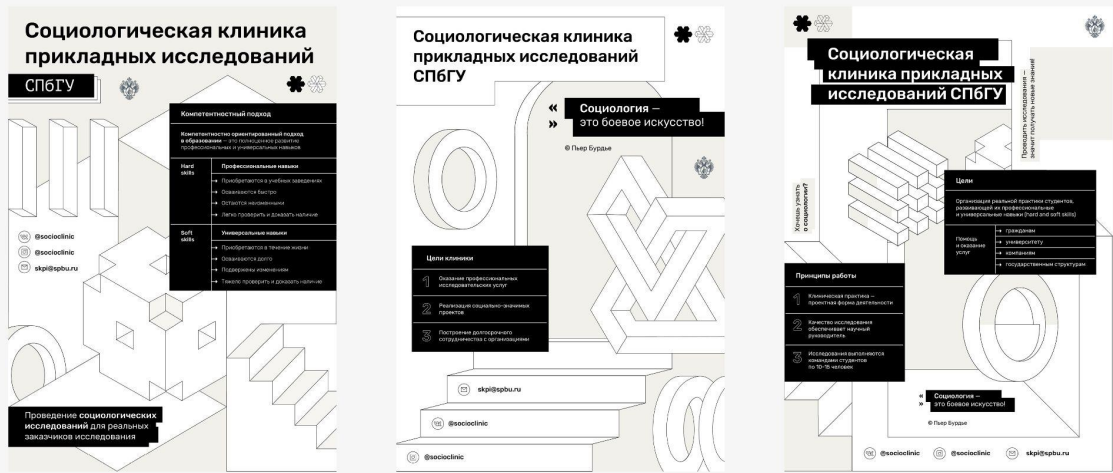 Социологическая клиника
прикладных исследований
СПбГУ
Компетентностный подход
Компетентностно ориентированный подход
в образовании — это полноценное развитие
профессиональных и универсальных навыков
Hard
skills
Профессиональные навыки
→ Приобретаются в учебных заведениях
→ Осваиваются быстро
→ Остаются неизменными
→ Легко проверить и доказать наличие
Soft
skills
Универсальные навыки
→ Приобретаются в течение жизни
→ Осваиваются долго
→ Подвержены изменениям
→ Тяжело проверить и доказать наличие
@socioclinic
@socioclinic
skpi@spbu.ru
Проведение социологических
исследований для реальных
заказчиков исследования
Социологическая клиника
прикладных исследований
СПбГУ
« Социология —
» это боевое искусство!
© Пьер Бурдье
Цели клиники
1 Оказание профессиональных
исследовательских услуг
2 Реализация социально-значимых
проектов
3 Построение долгосрочного
сотрудничества с организациями
skpi@spbu.ru
@socioclinic
@socioclinic
Социологическая
клиника прикладных
исследований СПбГУ
Проводить исследования —
значит получать новые знания!
Хочешь узнать
о социологии?
Цели
Организация реальной практики студентов,
развивающей их профессиональные
и универсальные навыки (hard and soft skills)
Помощь
и оказание
услуг
→ гражданам
→ университету
→ компаниям
→ государственным структурам
Принципы работы
1 Клиническая практика —
проектная форма деятельности
2 Качество исследования
обеспечивает научный
руководитель
3 Исследования выполняются
командами студентов
по 10-15 человек
« Социология —
» это боевое искусство!
© Пьер Бурдье
@socioclinic
@socioclinic
skpi@spbu.ru